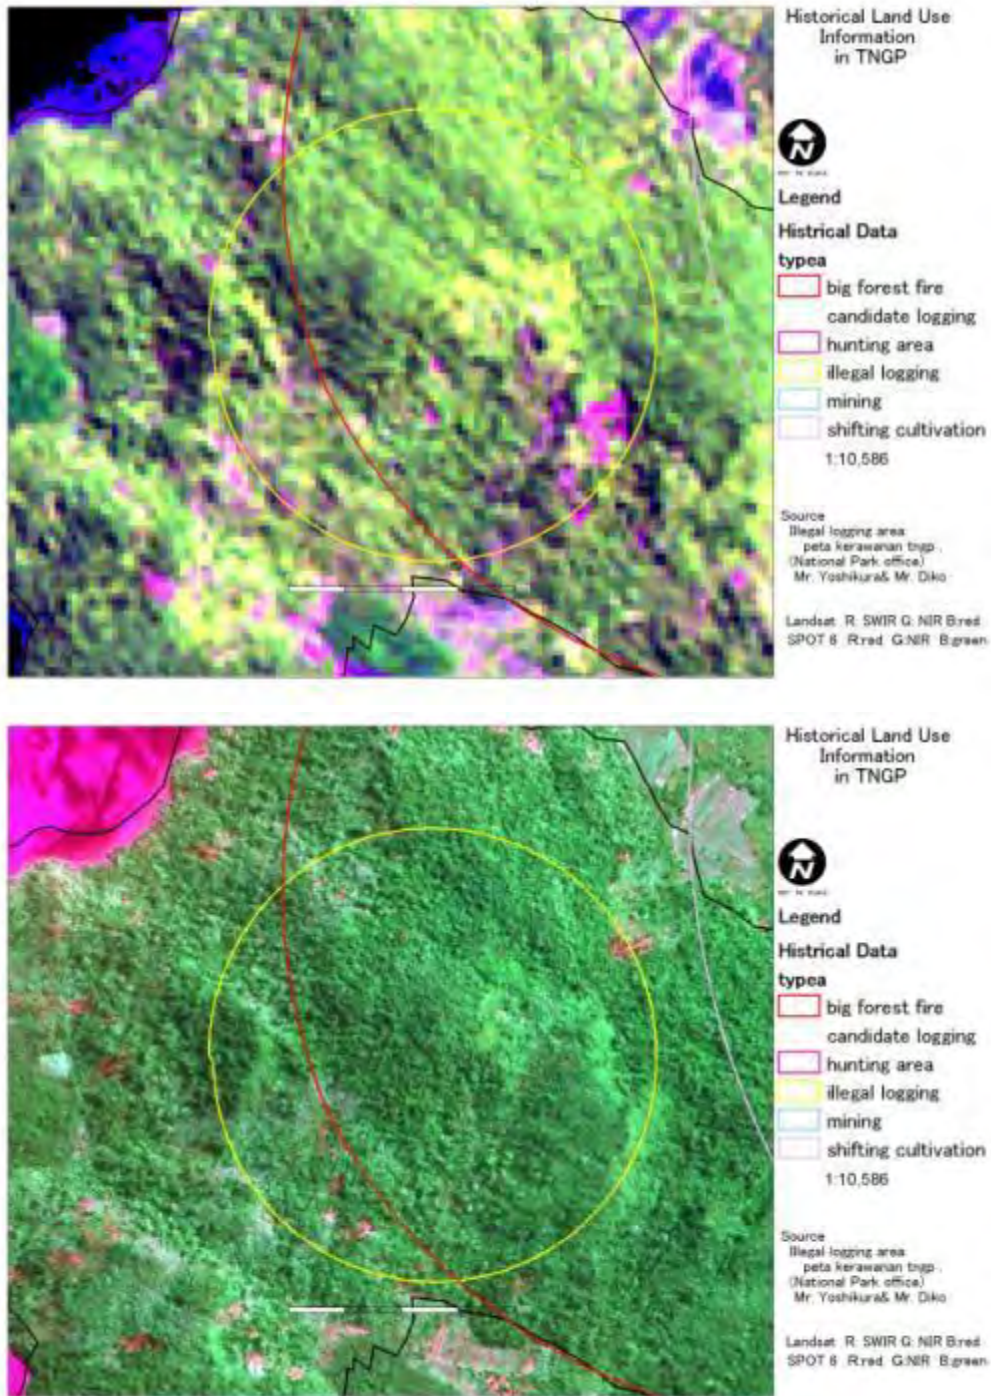 Historical Land Use
Information
in TNGP
N
Legend
Histrical Data
typea
big forest fire
candidate logging
hunting area
illegal logging
mining
shifting cultivation
1:10,586
Source
Illegal logging area
peta kerawanan tngp .
(National Park office)
Mr. Yoshikura& Mr. Diko
Landsat R: SWIR G: NIR B:red
SPOT 6 R:red G:NIR B:green
Historical Land Use
Information
in TNGP
N
Legend
Histrical Data
typea
big forest fire
candidate logging
hunting area
illegal logging
mining
shifting cultivation
1:10,586
Source
Illegal logging area
peta kerawanan tngp .
(National Park office)
Mr. Yoshikura& Mr. Diko
Landsat R: SWIR G: NIR B:red
SPOT 6 R:red G:NIR B:green